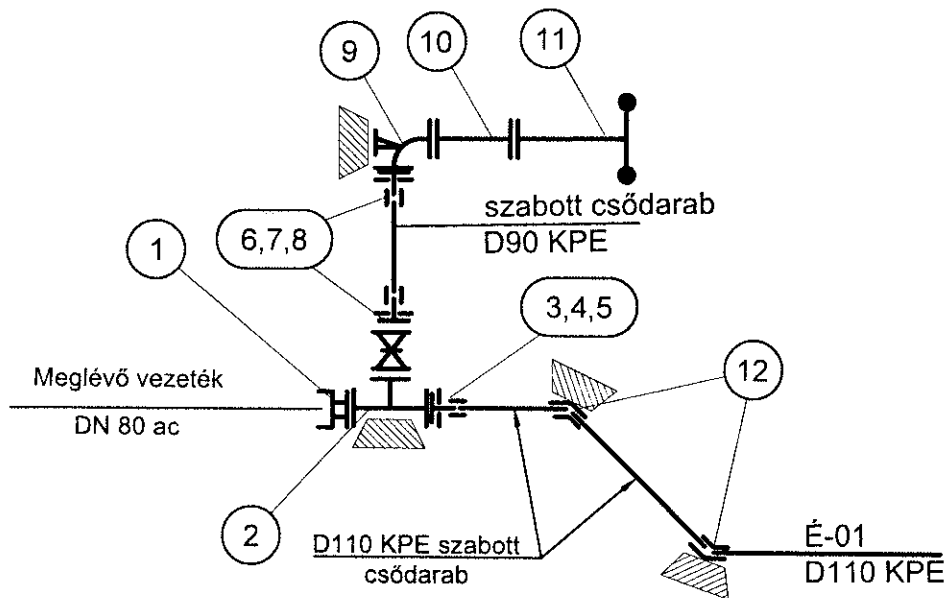 9
10
11
szabott csődarab
D90 KPE
1
6,7,8
3,4,5
Meglévő vezeték
DN 80 ac
12
2
D110 KPE szabott
csődarab
É-01
D110 KPE